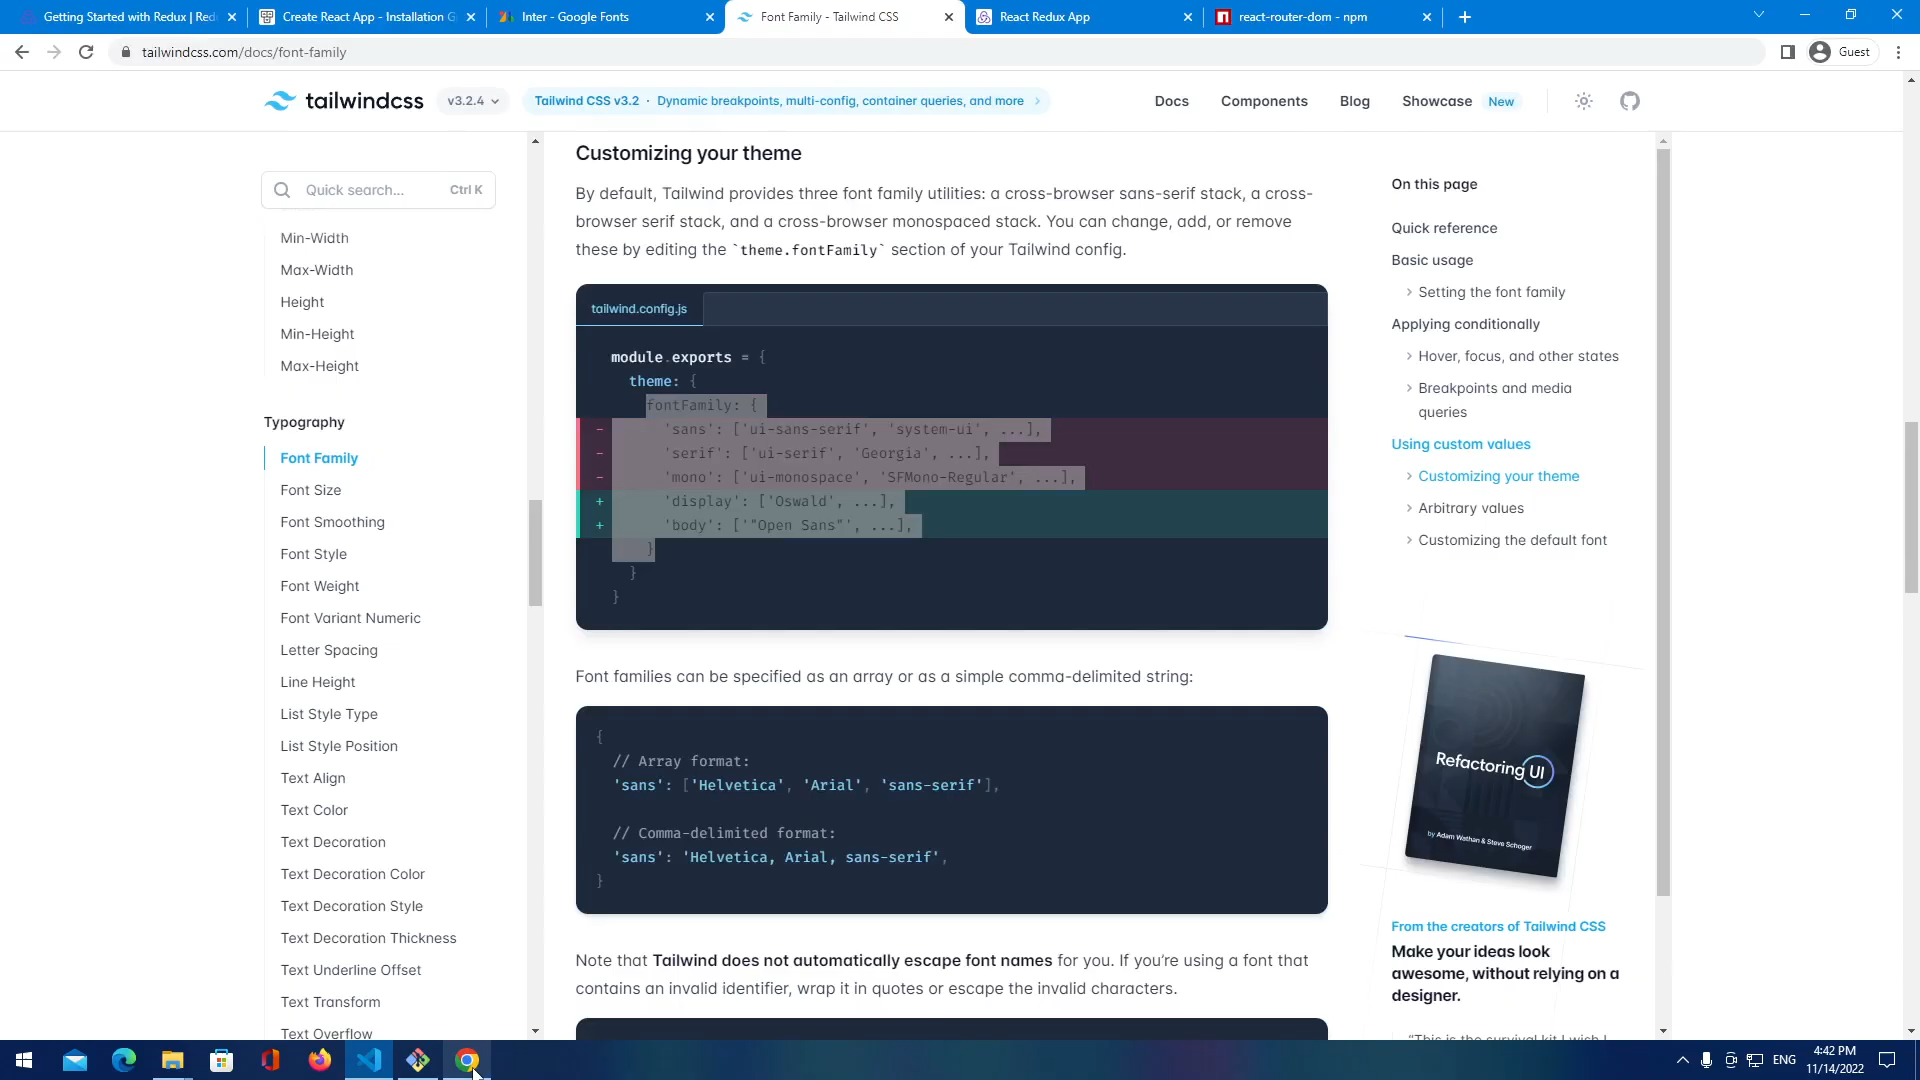 Getting Started with Redux | Red
Create React App - Installation G
Inter - Google Fonts
Font Family - Tailwind CSS
React Redux App
react-router-dom - npm
tailwindcss.com/docs/font-family
Guest
tailwindcss
v3.2.4
Tailwind CSS v3.2 · Dynamic breakpoints, multi-config, container queries, and more
Docs
Components
Blog
Showcase
New
Quick search...
Ctrl K
Min-Width
Max-Width
Height
Min-Height
Max-Height
Typography
Font Family
Font Size
Font Smoothing
Font Style
Font Weight
Font Variant Numeric
Letter Spacing
Line Height
List Style Type
List Style Position
Text Align
Text Color
Text Decoration
Text Decoration Color
Text Decoration Style
Text Decoration Thickness
Text Underline Offset
Text Transform
Text Overflow
Customizing your theme
By default, Tailwind provides three font family utilities: a cross-browser sans-serif stack, a cross-
browser serif stack, and a cross-browser monospaced stack. You can change, add, or remove
these by editing the `theme.fontFamily` section of your Tailwind config.
tailwind.config.js
module.exports = {
theme: {
fontFamily: {
- 'sans': ['ui-sans-serif', 'system-ui', ...],
- 'serif': ['ui-serif', 'Georgia', ...],
- 'mono': ['ui-monospace', 'SFMono-Regular', ...],
+ 'display': ['Oswald', ...],
+ 'body': ['"Open Sans"', ...],
}
}
}
Font families can be specified as an array or as a simple comma-delimited string:
{
// Array format:
'sans': ['Helvetica', 'Arial', 'sans-serif'],
// Comma-delimited format:
'sans': 'Helvetica, Arial, sans-serif',
}
Note that Tailwind does not automatically escape font names for you. If you're using a font that
contains an invalid identifier, wrap it in quotes or escape the invalid characters.
On this page
Quick reference
Basic usage
Setting the font family
Applying conditionally
Hover, focus, and other states
Breakpoints and media
queries
Using custom values
Customizing your theme
Arbitrary values
Customizing the default font
Refactoring UI
by Adam Wathan & Steve Schoger
From the creators of Tailwind CSS
Make your ideas look
awesome, without relying on a
designer.
"This is the survival kit I wish I
ENG
4:42 PM
11/14/2022